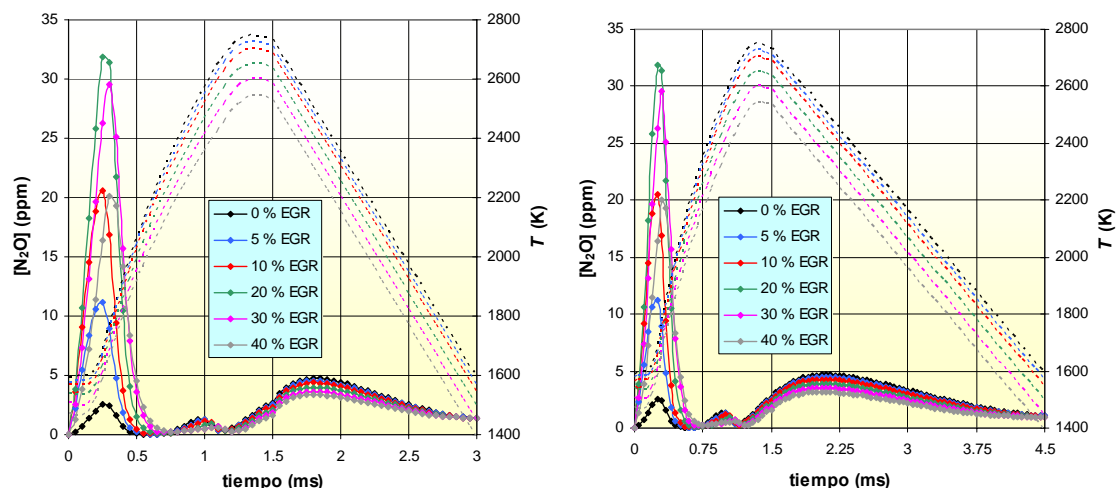 35
30
25
20
15
10
5
0
[N₂O] (ppm)
2800
2600
2400
2200
2000
1800
1600
1400
T (K)
0 % EGR
5 % EGR
10 % EGR
20 % EGR
30 % EGR
40 % EGR
0 0.5 1 1.5 2 2.5 3
tiempo (ms)
35
30
25
20
15
10
5
0
[N₂O] (ppm)
2800
2600
2400
2200
2000
1800
1600
1400
T (K)
0 % EGR
5 % EGR
10 % EGR
20 % EGR
30 % EGR
40 % EGR
0 0.75 1.5 2.25 3 3.75 4.5
tiempo (ms)